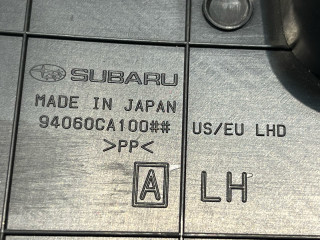 SUBARU
MADE IN JAPAN
94060CA100## US/EU LHD
>PP<
A LH